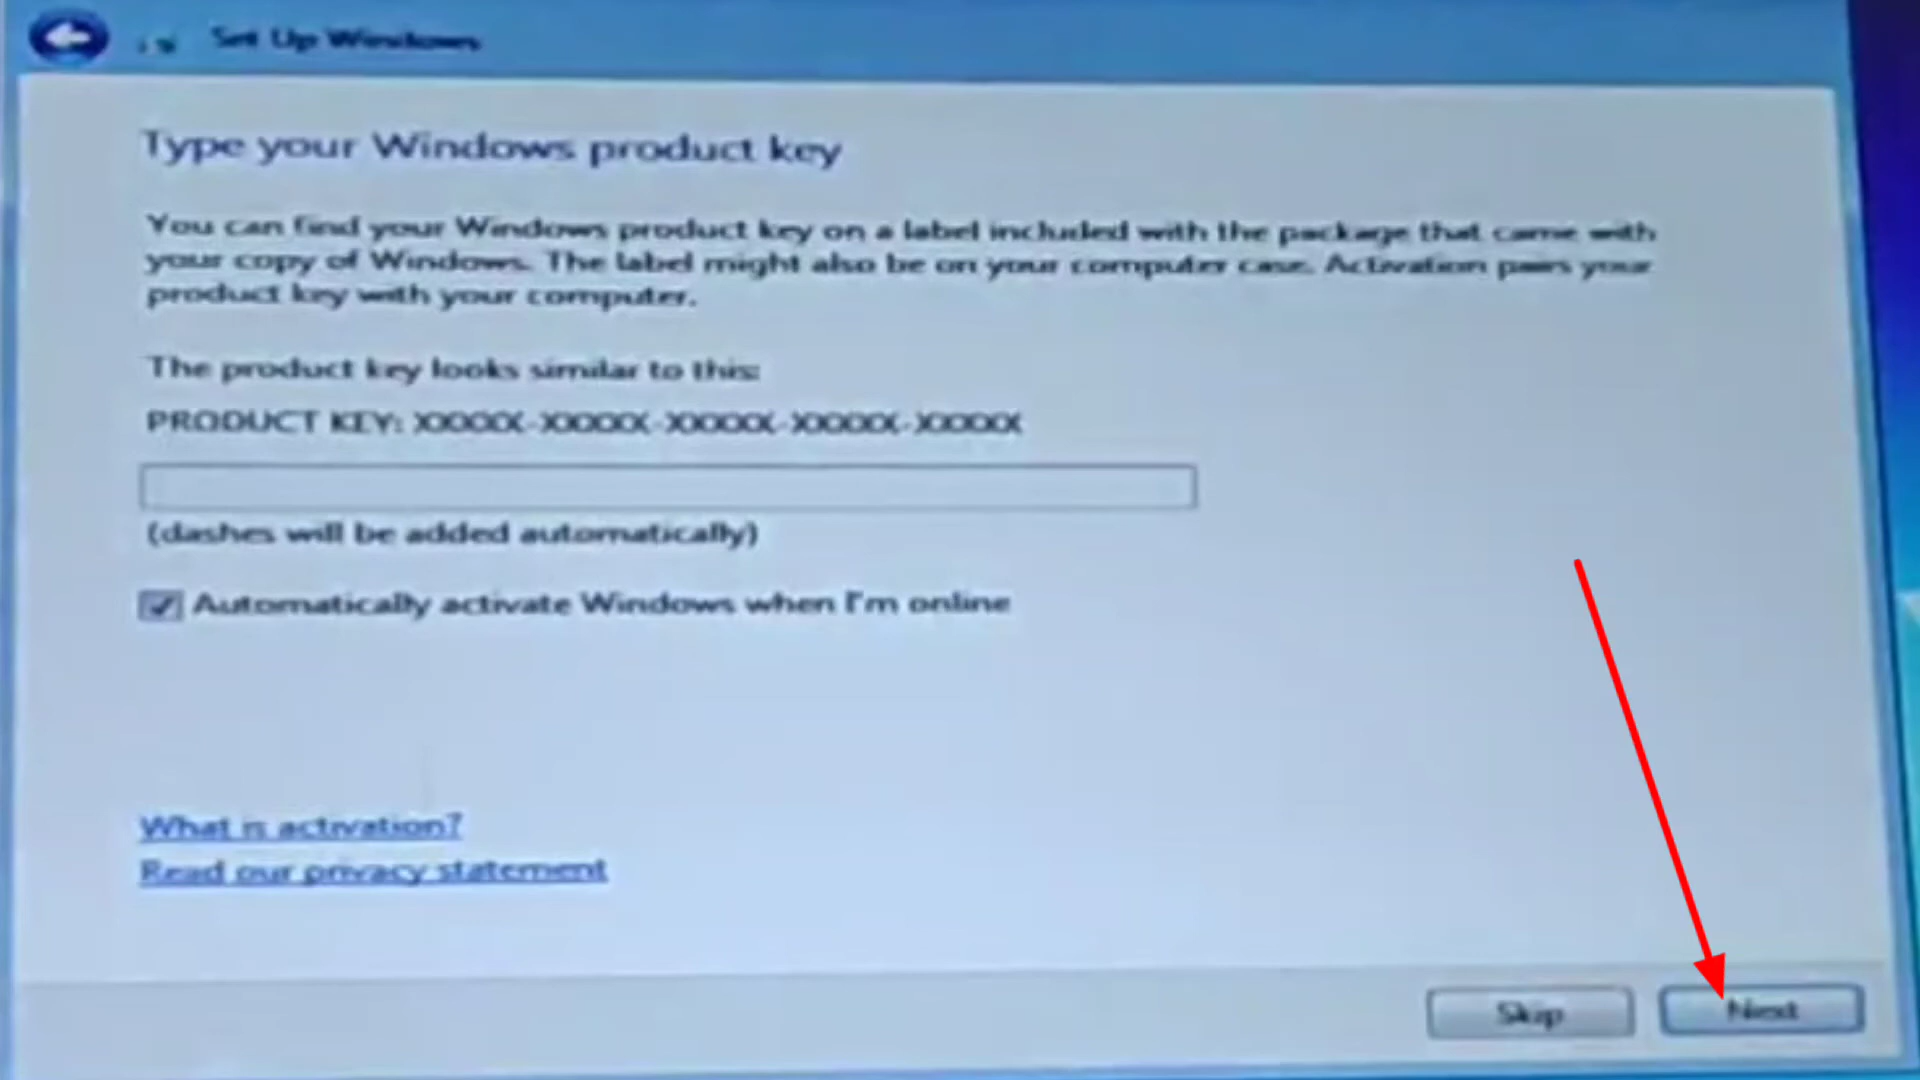 Set Up Windows
Type your Windows product key
You can find your Windows product key on a label included with the package that came with
your copy of Windows. The label might also be on your computer case. Activation pairs your
product key with your computer.
The product key looks similar to this:
PRODUCT KEY: XXXXX-XXXXX-XXXXX-XXXXX-XXXXX
(dashes will be added automatically)
Automatically activate Windows when I'm online
What is activation?
Read our privacy statement
Skip
Next